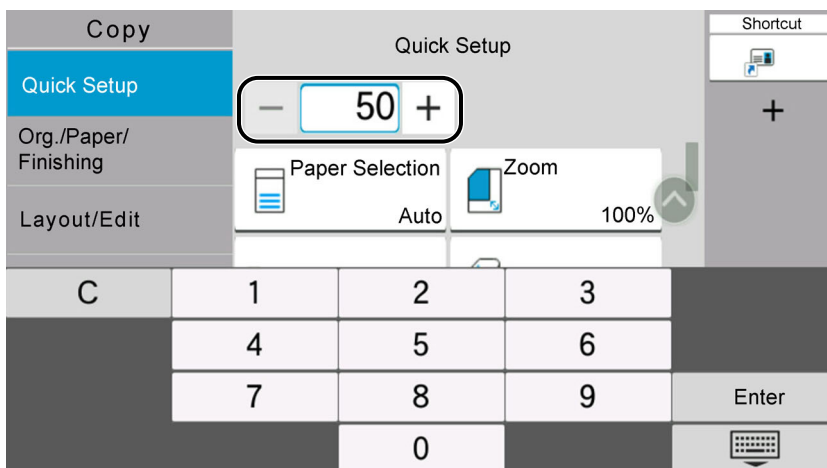 Copy
Quick Setup
Shortcut
Quick Setup
− 50 +
+
Org./Paper/
Finishing
Paper Selection
Auto
Zoom
100%
Layout/Edit
C
1 2 3
4 5 6
7 8 9
Enter
0